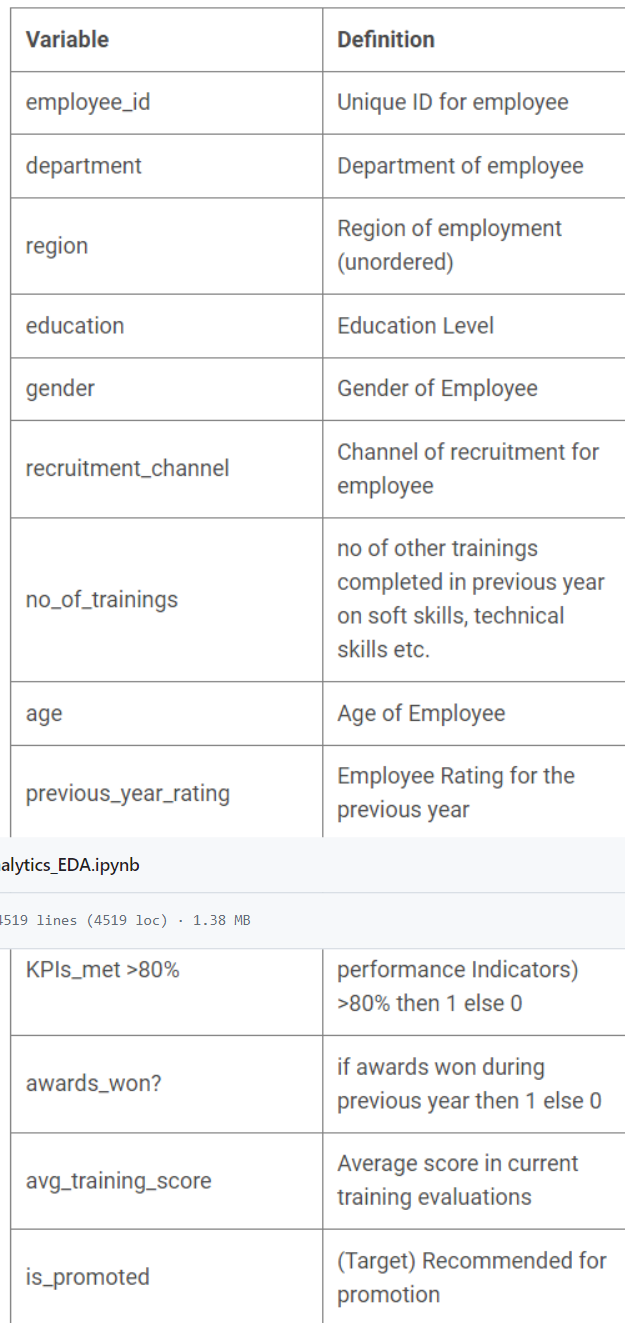 Variable
Definition
employee_id
Unique ID for employee
department
Department of employee
region
Region of employment
(unordered)
education
Education Level
gender
Gender of Employee
recruitment_channel
Channel of recruitment for
employee
no_of_trainings
no of other trainings
completed in previous year
on soft skills, technical
skills etc.
age
Age of Employee
previous_year_rating
Employee Rating for the
previous year
alytics_EDA.ipynb
4519 lines (4519 loc) · 1.38 MB
KPIs_met >80%
performance Indicators)
>80% then 1 else 0
awards_won?
if awards won during
previous year then 1 else 0
avg_training_score
Average score in current
training evaluations
is_promoted
(Target) Recommended for
promotion